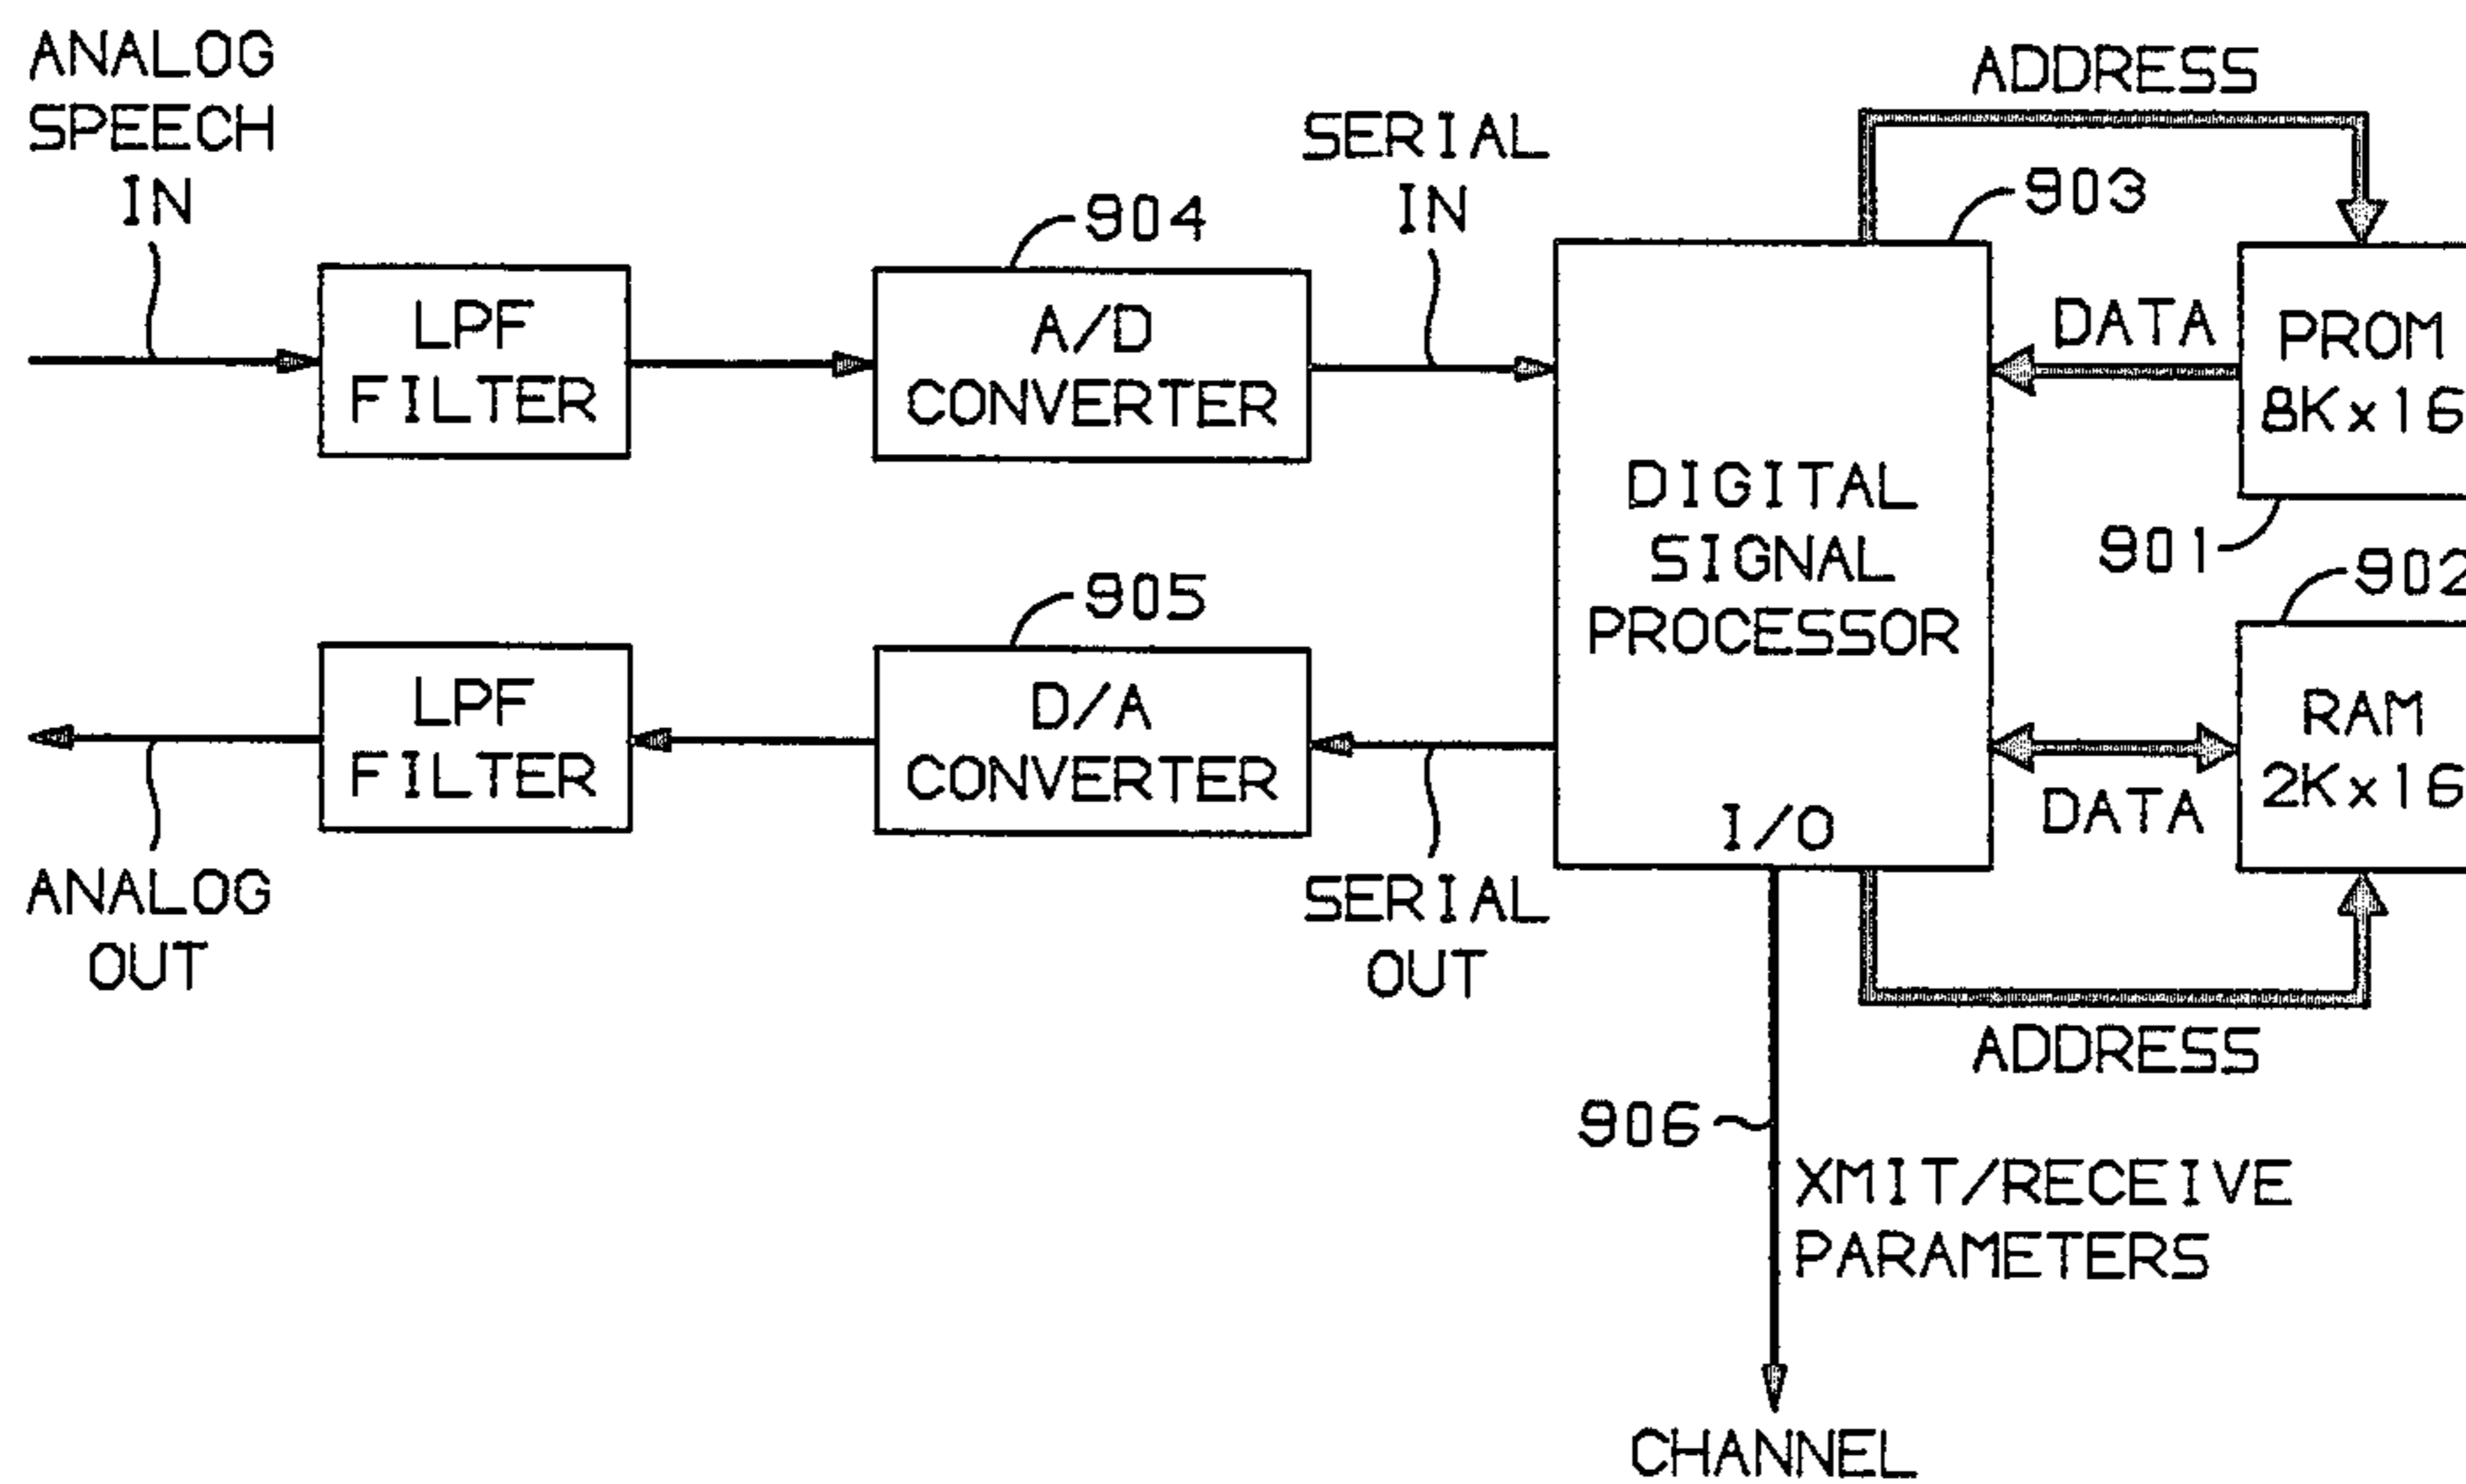 ANALOG
SPEECH
IN
LPF
FILTER
904
A/D
CONVERTER
SERIAL
IN
ADDRESS
903
DATA
PROM
8Kx16
901
902
DIGITAL
SIGNAL
PROCESSOR
I/O
905
LPF
FILTER
D/A
CONVERTER
RAM
2Kx16
DATA
ANALOG
OUT
SERIAL
OUT
ADDRESS
906
XMIT/RECEIVE
PARAMETERS
CHANNEL